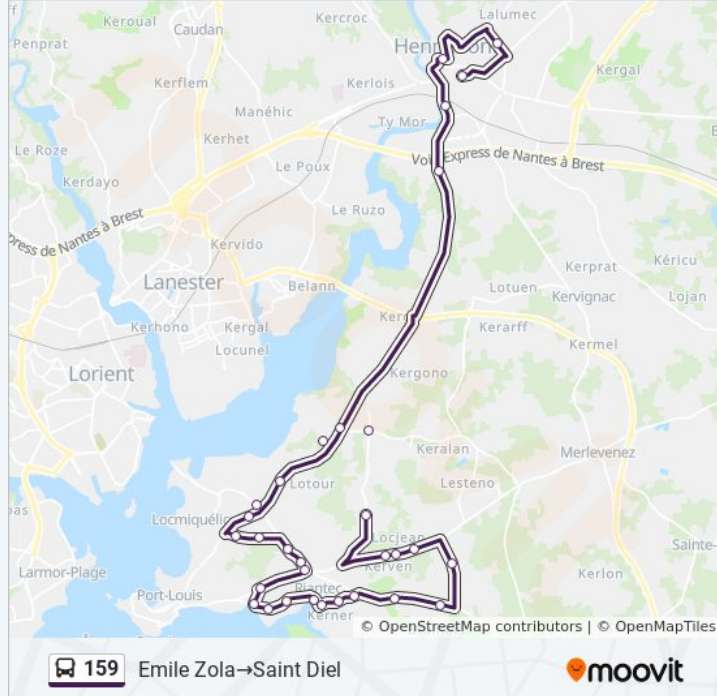 Lalumec
Keroual
Kercroc
Caudan
Penprat
Kerflem
Kerlois
Kergal
Manéhic
Ty Mor
Kerhet
Le Roze
Le Poux
Voie Express de Nantes à Brest
Kerdayo
Le Ruzo
press de Nantes à Brest
Kervido
Kéricu
Kerprat
Lanester
Belann
Lotuen
Kervignac
Lojan
Kerhono
Kergal
Kerarff
Locunel
Kermel
Lorient
Kergono
Keralan
Merlevenez
Lotour
Lesteno
Locmiquélic
Locjean
Sainte-
Larmor-Plage
Kerven
Kerlon
Port-Louis
Riantec
Kerner
© OpenStreetMap contributors | © OpenMapTiles
159 Emile Zola→Saint Diel
moovit